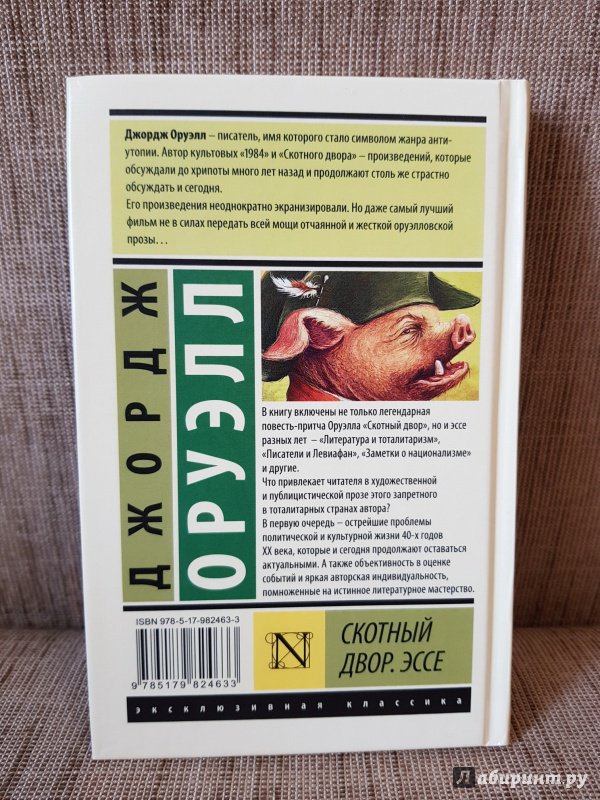 Джордж Оруэлл – писатель, имя которого стало символом жанра анти-
утопии. Автор культовых «1984» и «Скотного двора» – произведений, которые
обсуждали до хрипоты много лет назад и продолжают столь же страстно
обсуждать и сегодня.
Его произведения неоднократно экранизировали. Но даже самый лучший
фильм не в силах передать всей мощи отчаянной и жесткой оруэлловской
прозы…
ДЖОРДЖ
ОРУЭЛЛ
В книгу включены не только легендарная
повесть-притча Оруэлла «Скотный двор», но и эссе
разных лет – «Литература и тоталитаризм»,
«Писатели и Левиафан», «Заметки о национализме»
и другие.
Что привлекает читателя в художественной
и публицистической прозе этого запретного
в тоталитарных странах автора?
В первую очередь – острейшие проблемы
политической и культурной жизни 40-х годов
XX века, которые и сегодня продолжают оставаться
актуальными. А также объективность в оценке
событий и яркая авторская индивидуальность,
помноженные на истинное литературное мастерство.
ISBN 978-5-17-982463-3
9 785179 824633
N
СКОТНЫЙ
ДВОР. ЭССЕ
эксклюзивная классика
Лабиринт.ру